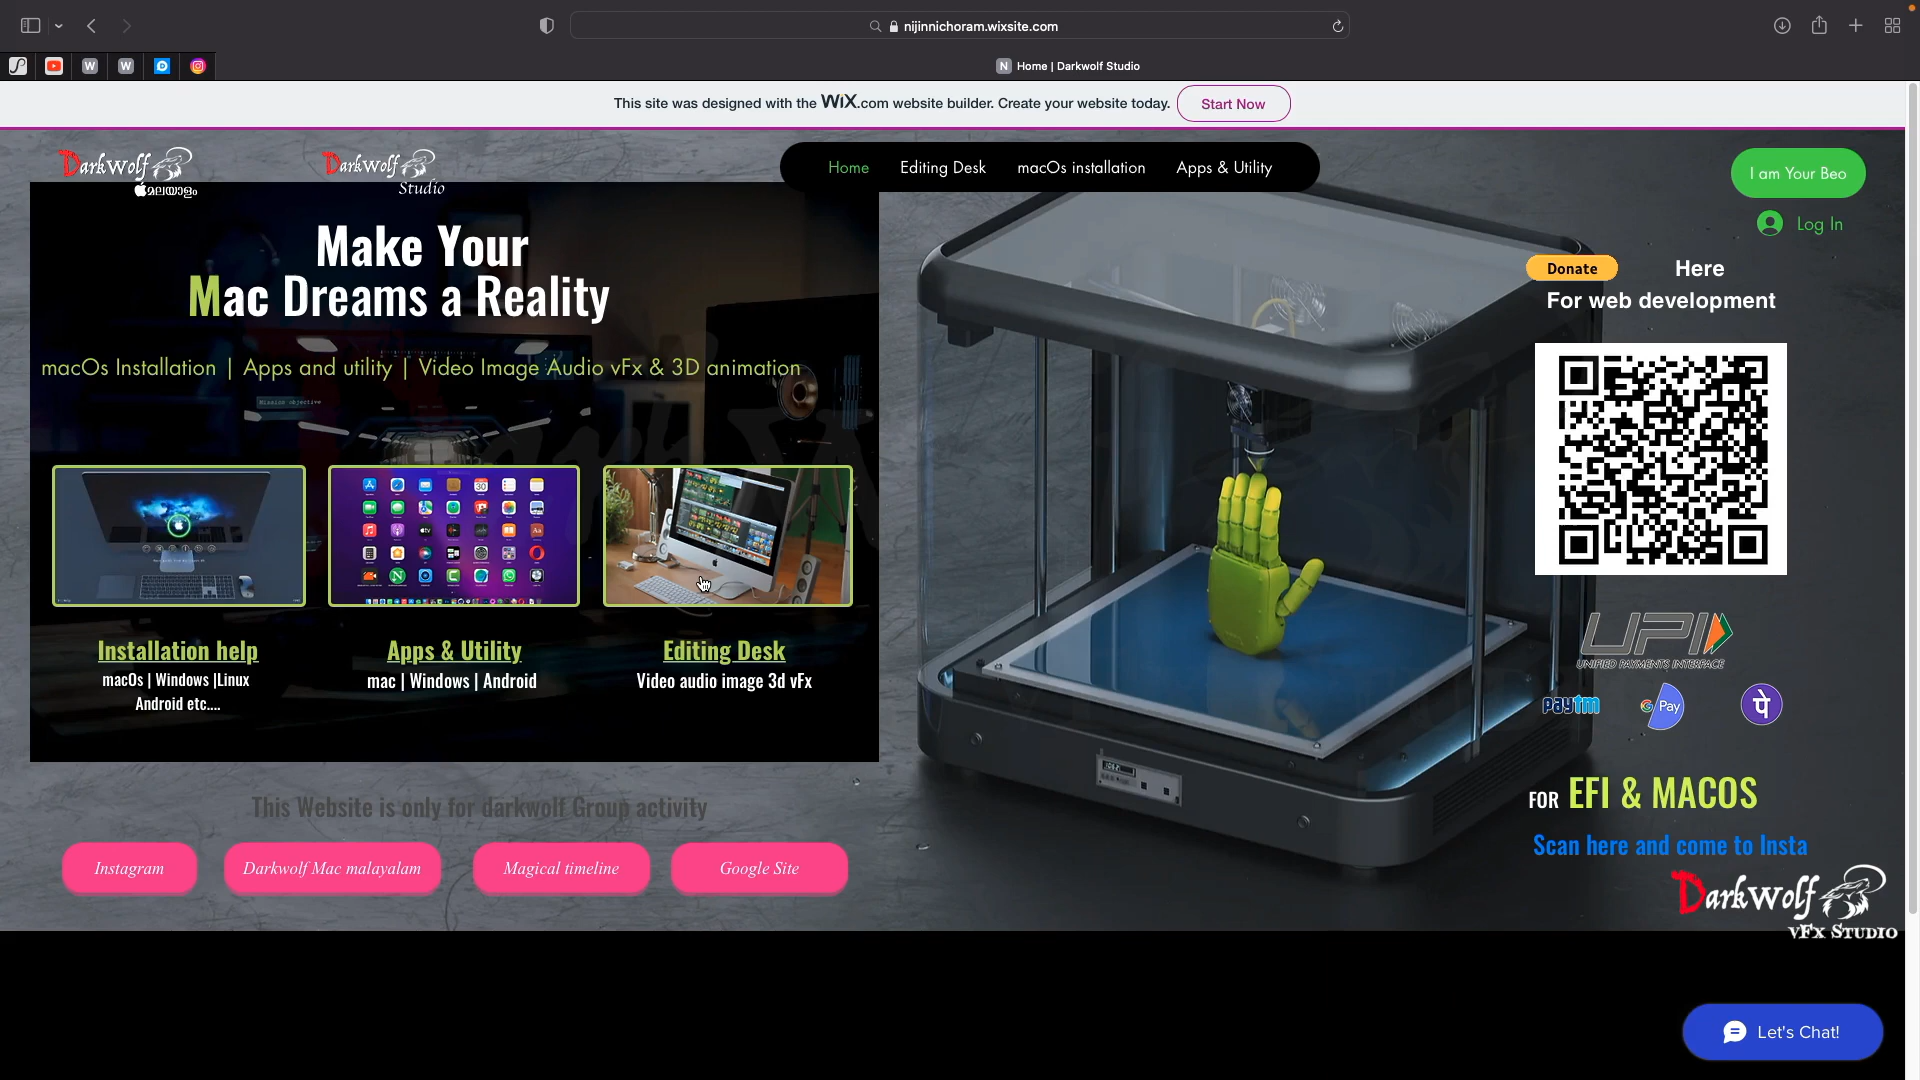 nijinnichoram.wixsite.com
N Home | Darkwolf Studio
This site was designed with the WiX.com website builder. Create your website today. Start Now
DarkWolf
മലയാളം
DarkWolf
Studio
Home Editing Desk macOs installation Apps & Utility
I am Your Beo
Log In
Make Your
Mac Dreams a Reality
macOs Installation | Apps and utility | Video Image Audio vFx & 3D animation
Mission objective
Donate Here
For web development
Installation help
macOs | Windows |Linux
Android etc....
Apps & Utility
mac | Windows | Android
Editing Desk
Video audio image 3d vFx
UPI
UNIFIED PAYMENTS INTERFACE
paytm G Pay पे
FOR EFI & MACOS
Scan here and come to Insta
This Website is only for darkwolf Group activity
Instagram Darkwolf Mac malayalam Magical timeline Google Site
DarkWolf
vFx Studio
Let's Chat!